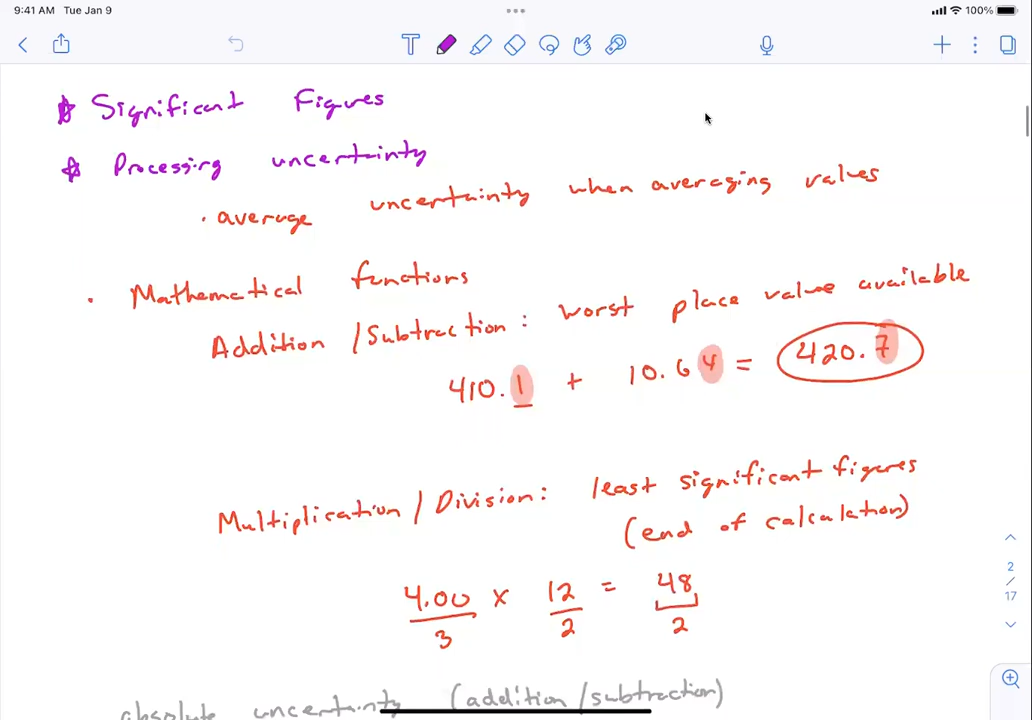 9:41 AM Tue Jan 9
100%
Significant Figures
Processing uncertainty
• average uncertainty when averaging values
• Mathematical functions
Addition / Subtraction : worst place value available
410.1 + 10.64 = 420.7
Multiplication / Division : least significant figures
(end of calculation)
4.00 x 12 = 48
3 2 2
2
/
17
absolute uncertainty (addition / subtraction)